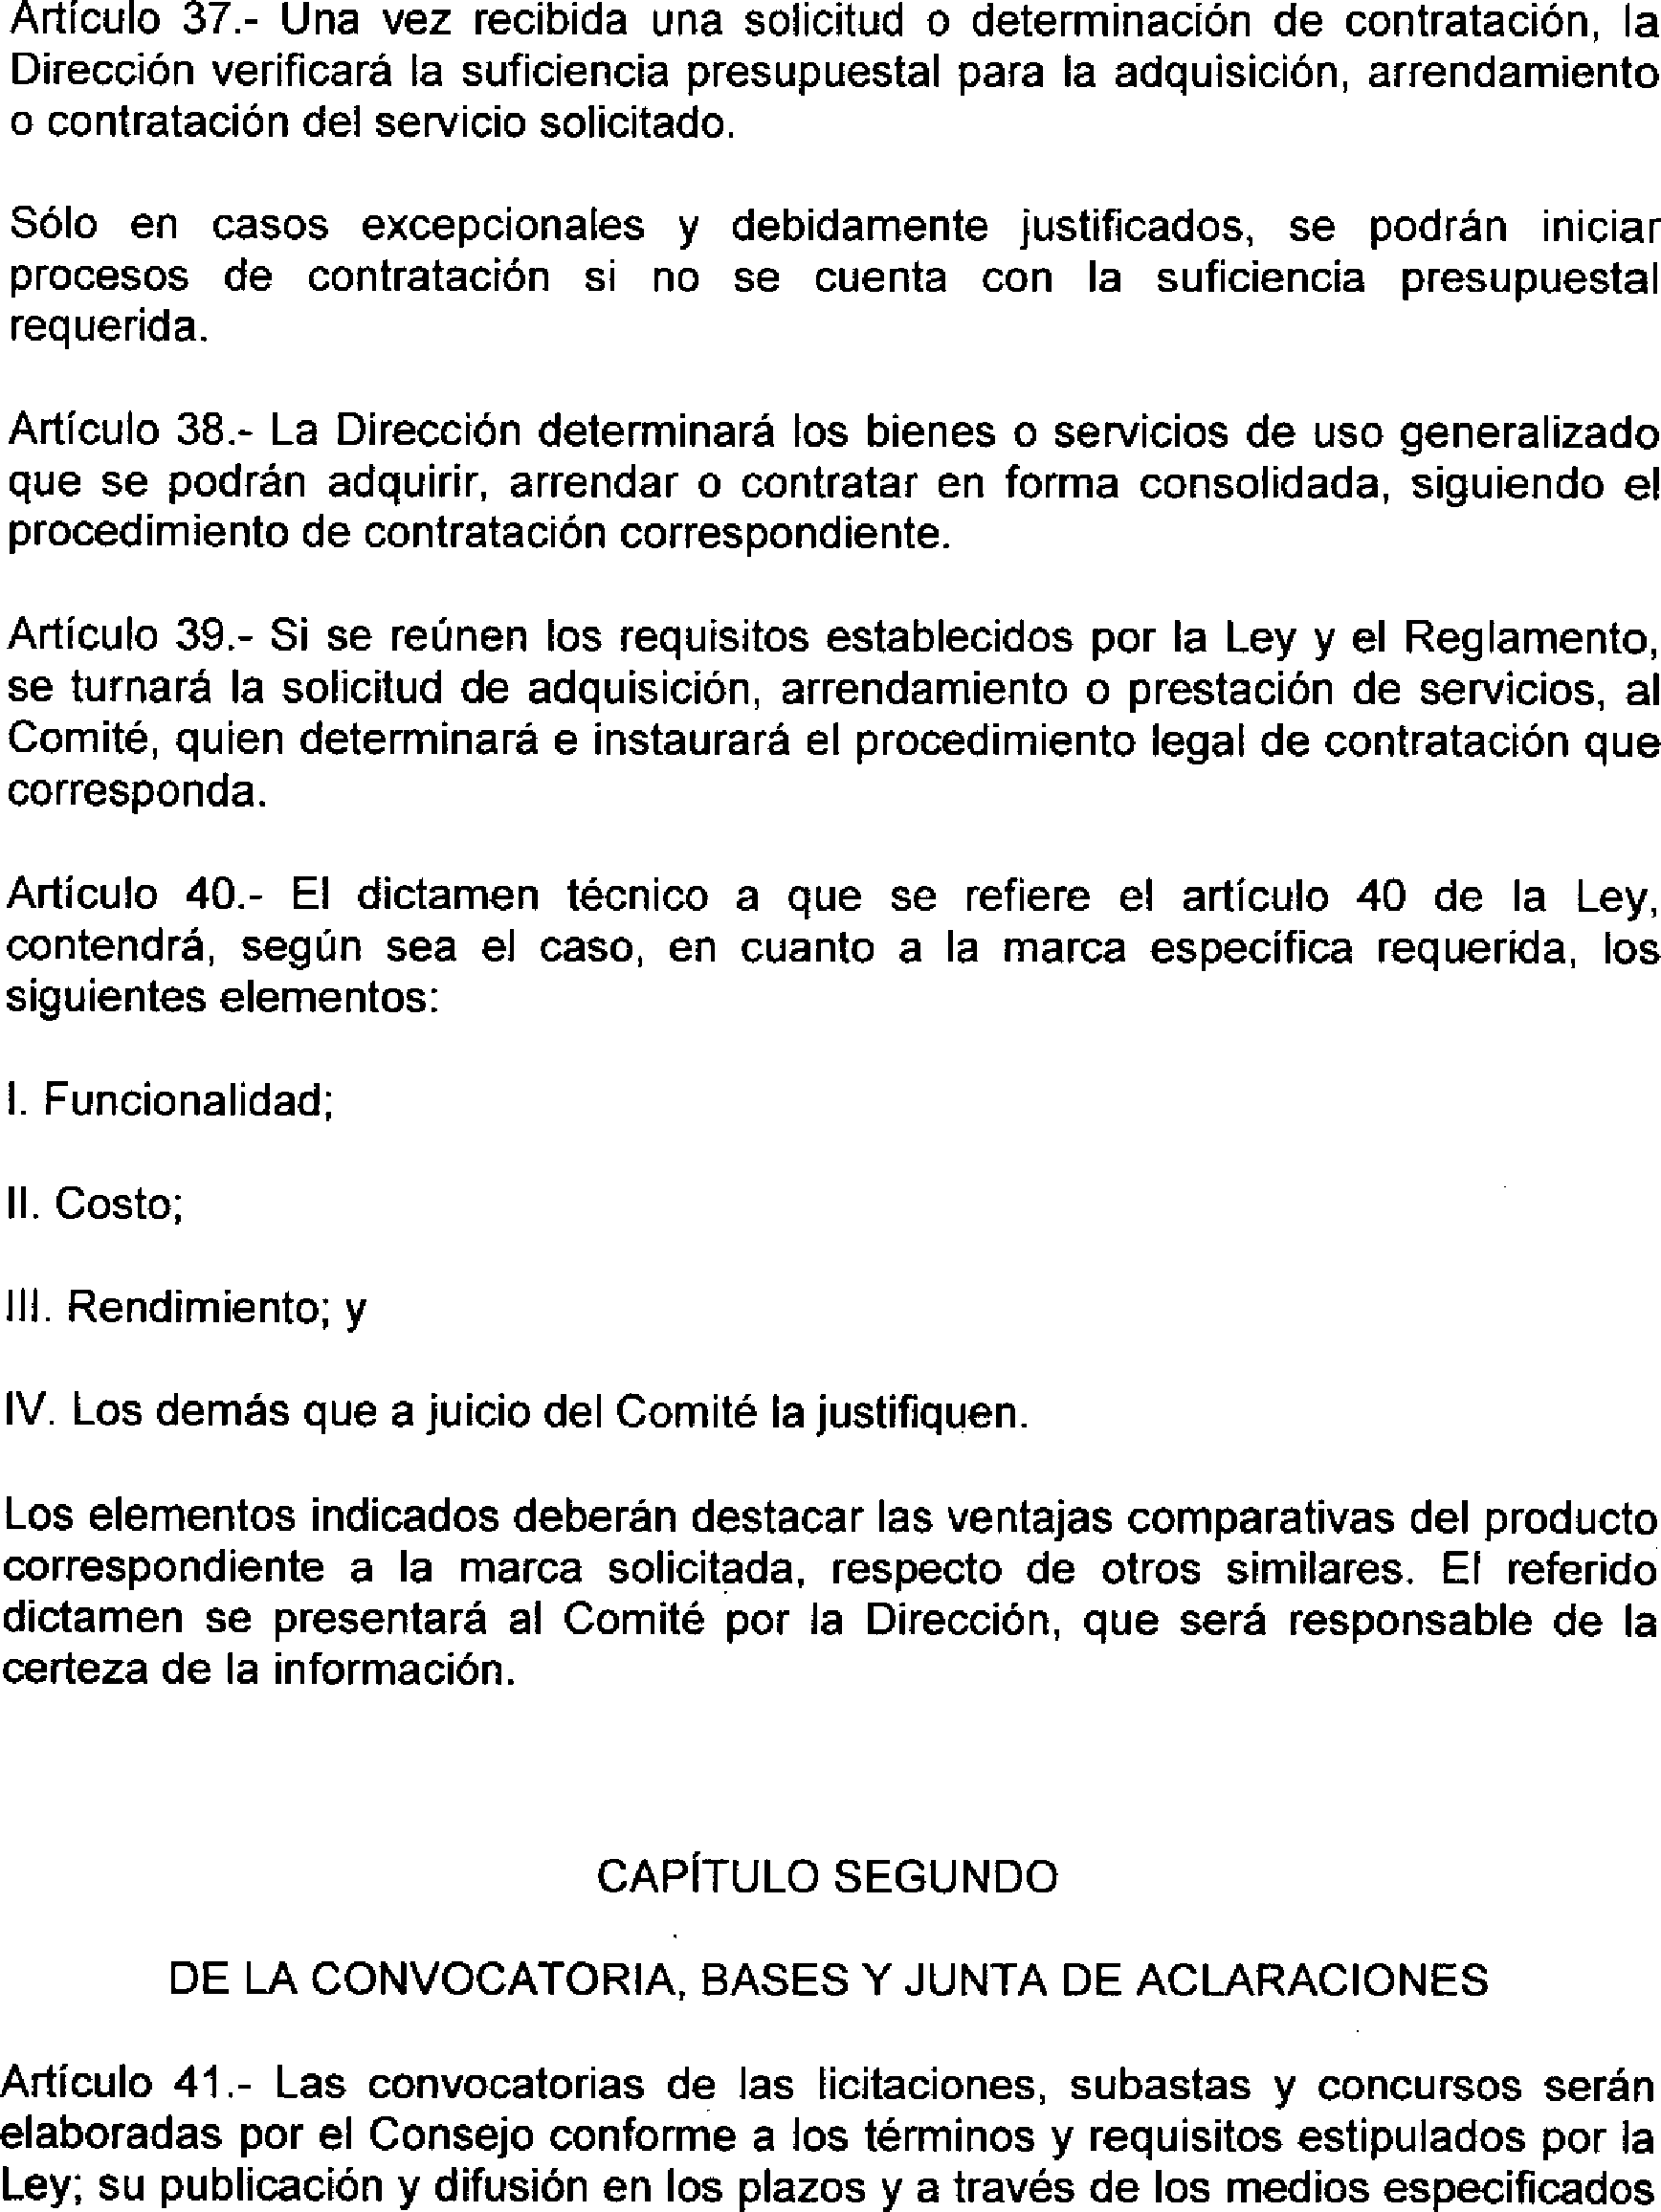 Artículo 37.- Una vez recibida una solicitud o determinación de contratación, la
Dirección verificará la suficiencia presupuestal para la adquisición, arrendamiento
o contratación del servicio solicitado.
Sólo en casos excepcionales y debidamente justificados, se podrán iniciar
procesos de contratación si no se cuenta con la suficiencia presupuestal
requerida.
Artículo 38.- La Dirección determinará los bienes o servicios de uso generalizado
que se podrán adquirir, arrendar o contratar en forma consolidada, siguiendo el
procedimiento de contratación correspondiente.
Artículo 39.- Si se reúnen los requisitos establecidos por la Ley y el Reglamento,
se turnará la solicitud de adquisición, arrendamiento o prestación de servicios, al
Comité, quien determinará e instaurará el procedimiento legal de contratación que
corresponda.
Artículo 40.- El dictamen técnico a que se refiere el artículo 40 de la Ley,
contendrá, según sea el caso, en cuanto a la marca específica requerida, los
siguientes elementos:
I. Funcionalidad;
II. Costo;
III. Rendimiento; y
IV. Los demás que a juicio del Comité la justifiquen.
Los elementos indicados deberán destacar las ventajas comparativas del producto
correspondiente a la marca solicitada, respecto de otros similares. El referido
dictamen se presentará al Comité por la Dirección, que será responsable de la
certeza de la información.
CAPÍTULO SEGUNDO
DE LA CONVOCATORIA, BASES Y JUNTA DE ACLARACIONES
Artículo 41.- Las convocatorias de las licitaciones, subastas y concursos serán
elaboradas por el Consejo conforme a los términos y requisitos estipulados por la
Ley; su publicación y difusión en los plazos y a través de los medios especificados